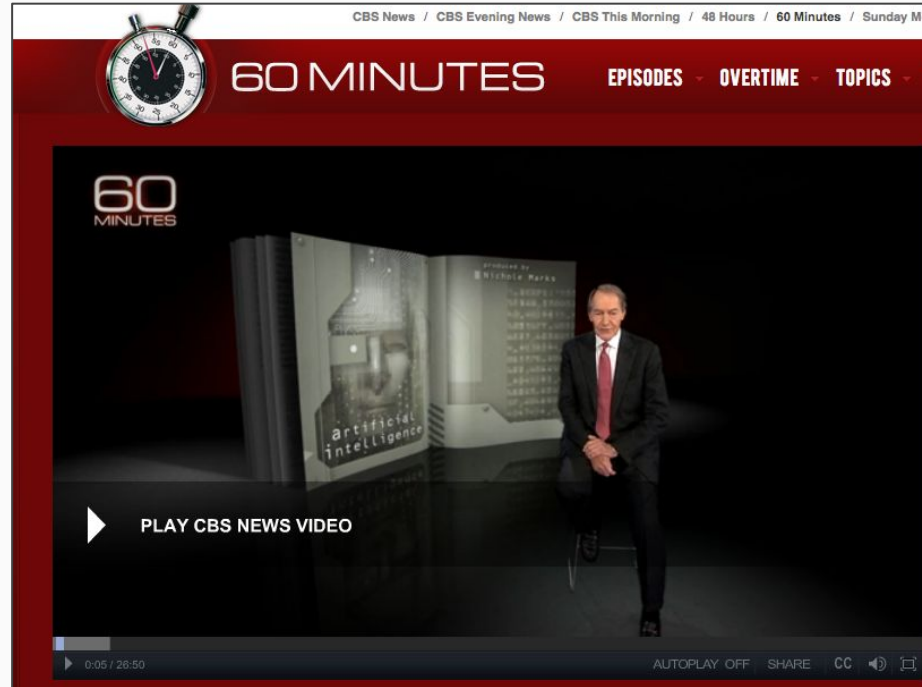 CBS News / CBS Evening News / CBS This Morning / 48 Hours / 60 Minutes / Sunday M
60 MINUTES
EPISODES OVERTIME TOPICS
60
MINUTES
produced by
Nichole Marks
artificial
intelligence
PLAY CBS NEWS VIDEO
0:05 / 26:50 AUTOPLAY OFF SHARE CC